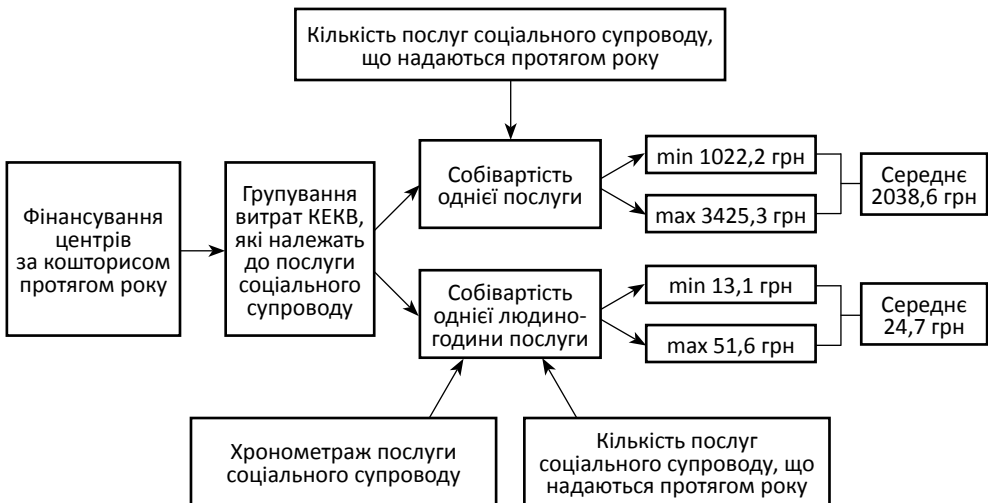 Кількість послуг соціального супроводу,
що надаються протягом року
Фінансування
центрів
за кошторисом
протягом року
Групування
витрат КЕКВ,
які належать
до послуги
соціального
супроводу
Собівартість
однієї послуги
min 1022,2 грн
max 3425,3 грн
Середнє
2038,6 грн
Собівартість
однієї людино-
години послуги
min 13,1 грн
max 51,6 грн
Середнє
24,7 грн
Хронометраж послуги
соціального супроводу
Кількість послуг
соціального супроводу, що
надаються протягом року